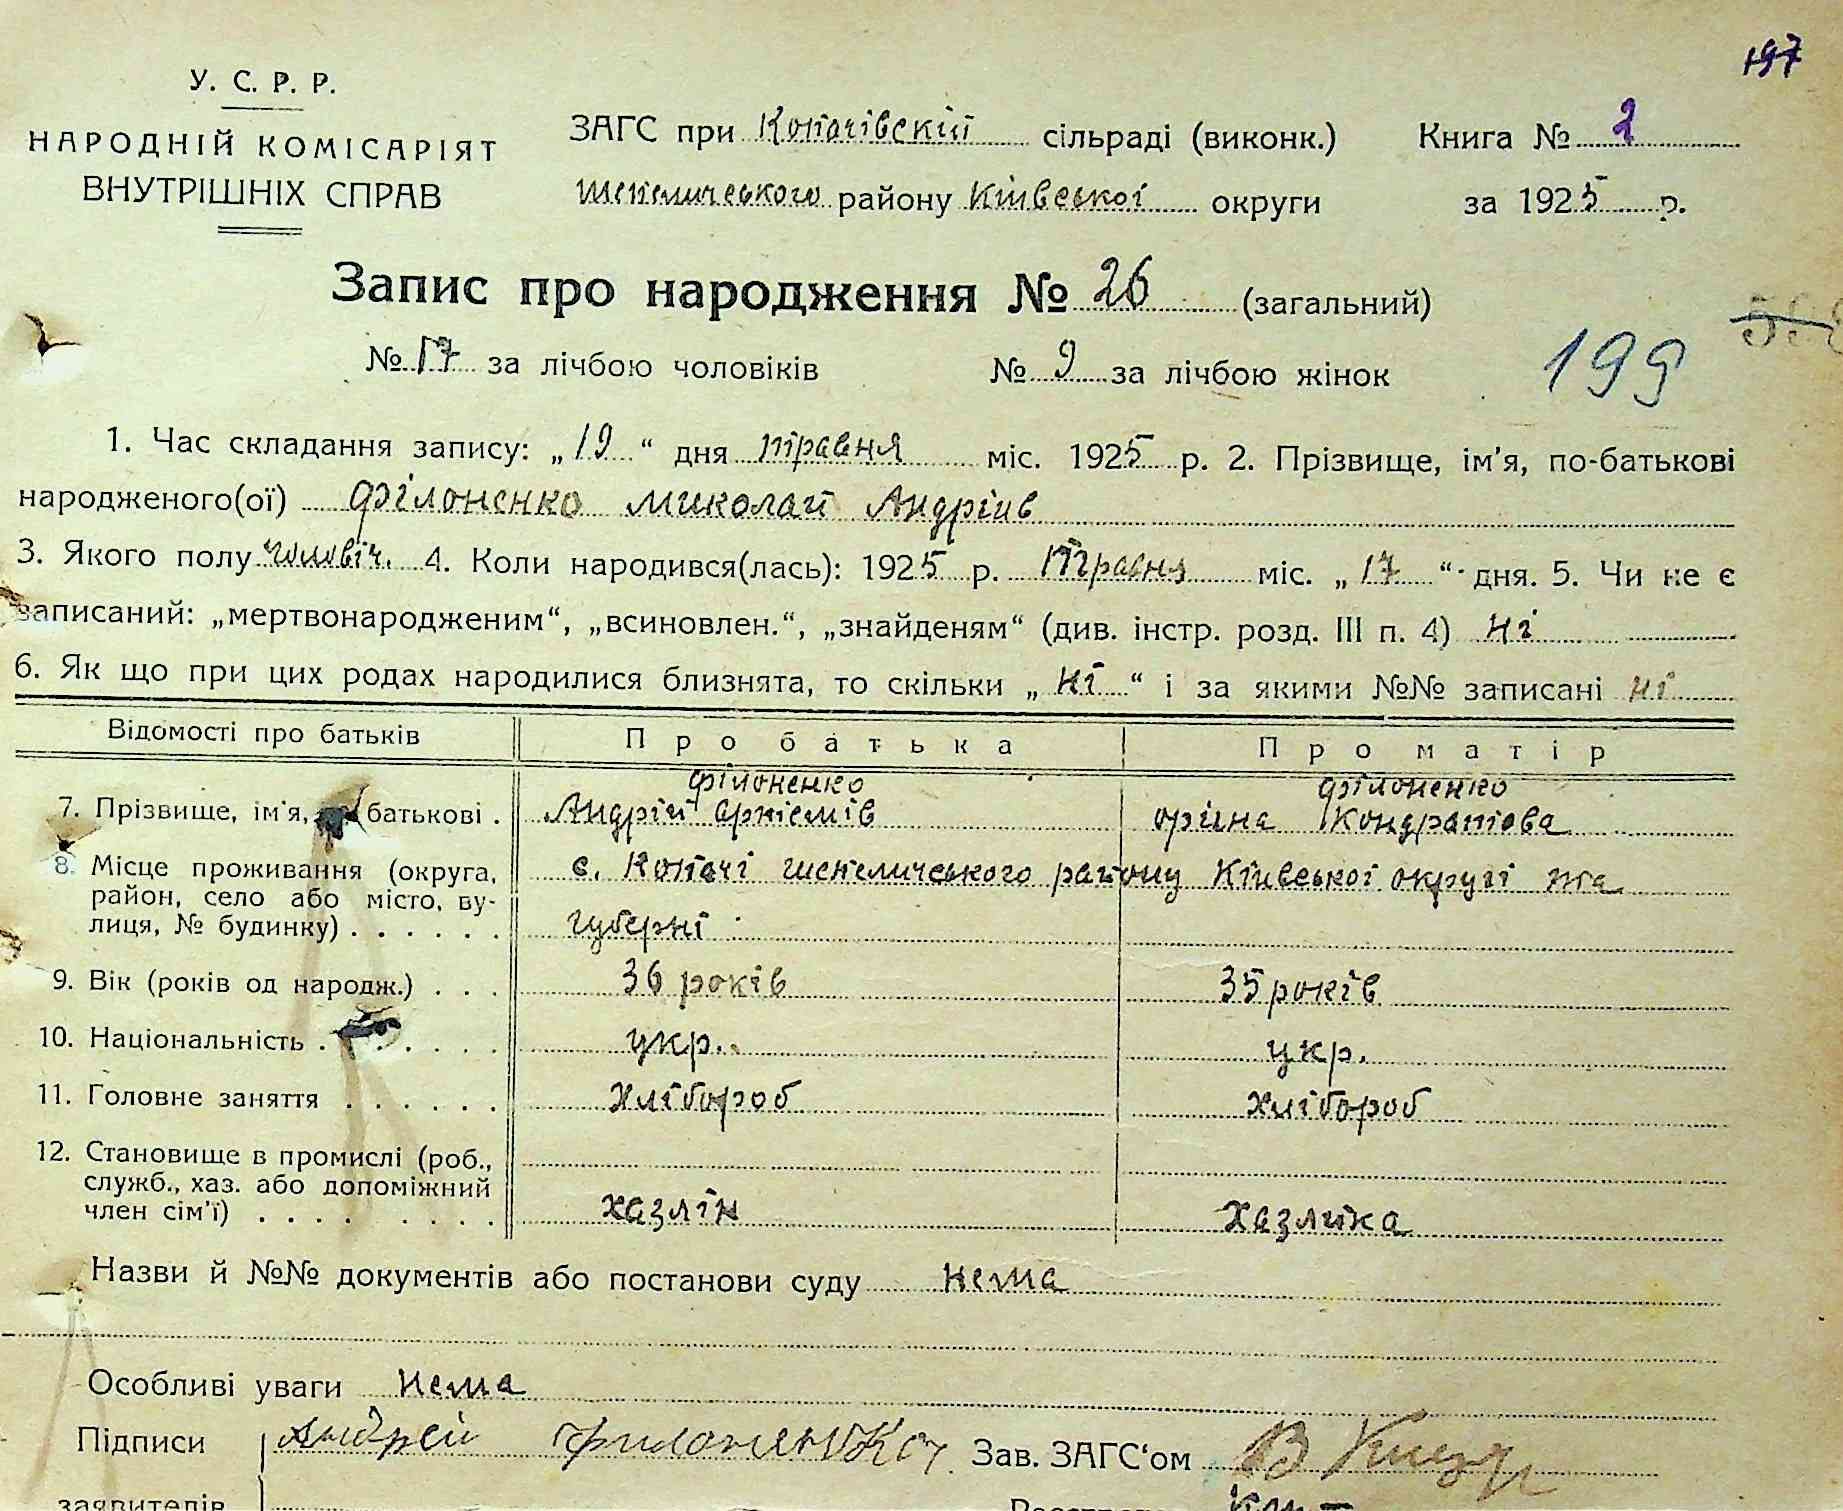 197
У. С. Р. Р.
НАРОДНІЙ КОМІСАРІЯТ
ВНУТРІШНІХ СПРАВ
ЗАГС при Копачівскій сільраді (виконк.) Книга № 2
Шепеличського району Київської округи за 1925 р.
Запис про народження № 26 (загальний)
№ 17 за лічбою чоловіків № 9 за лічбою жінок 199
1. Час складання запису: „19“ дня травня міс. 1925 р. 2. Прізвище, ім’я, по-батькові
народженого(ої) Філоненко Миколай Андріїв
3. Якого полу чоловіч. 4. Коли народився(лась): 1925 р. Травня міс. „17“ дня. 5. Чи не є
записаний: „мертвонародженим“, „всиновлен.“, „знайденям“ (див. інстр. розд. III п. 4) ні
6. Як що при цих родах народилися близнята, то скільки „ні“ і за якими №№ записані ні
Відомості про батьків Про батька Про матір
Філоненко Філоненко
7. Прізвище, ім’я, батькові . Андрій Артемів Орина Кондратова
8. Місце проживання (округа, с. Копачі Шепеличського району Київської округі
район, село або місто, ву-
лиця, № будинку) . . . . . . губерні
9. Вік (років од народж.) . . . 36 років 35 років
10. Національність . . . . . . укр. укр.
11. Головне заняття . . . . . . хлібороб хлібороб
12. Становище в промислі (роб.,
служб., хаз. або допоміжний
член сім’ї) . . . . . . . . хазяїн хазяйка
Назви й №№ документів або постанови суду нема
Особливі уваги нема
Підписи Андрей Филоненко Зав. ЗАГС‘ом В
заявителів